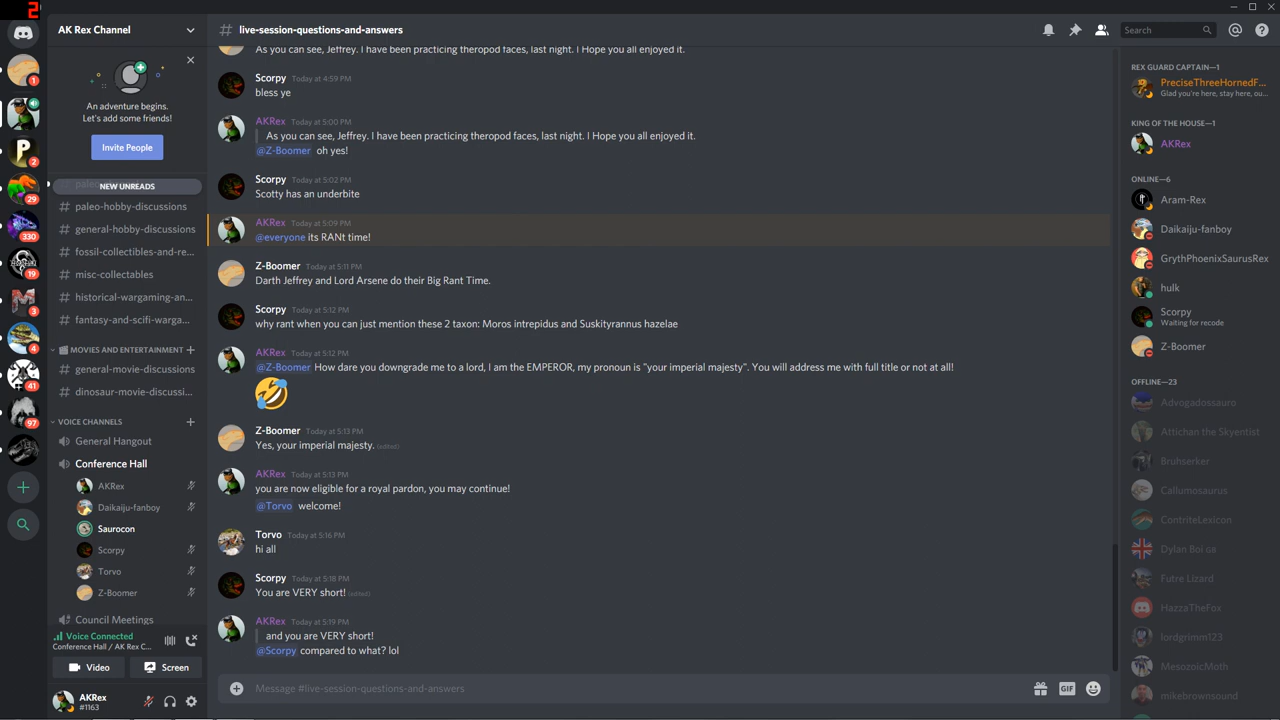 2
AK Rex Channel
An adventure begins.
Let's add some friends!
Invite People
NEW UNREADS
paleo-hobby-discussions
general-hobby-discussions
fossil-collectibles-and-re...
misc-collectables
historical-wargaming-an...
fantasy-and-scifi-warga...
MOVIES AND ENTERTAINMENT
general-movie-discussions
dinosaur-movie-discussi...
VOICE CHANNELS
General Hangout
Conference Hall
AKRex
Daikaiju-fanboy
Saurocon
Scorpy
Torvo
Z-Boomer
Council Meetings
Voice Connected
Conference Hall / AK Rex C...
Video
Screen
AKRex
#1163
1
2
29
330
19
3
4
41
97
# live-session-questions-and-answers
Search
As you can see, Jeffrey. I have been practicing theropod faces, last night. I Hope you all enjoyed it.
Scorpy Today at 4:59 PM
bless ye
AKRex Today at 5:00 PM
As you can see, Jeffrey. I have been practicing theropod faces, last night. I Hope you all enjoyed it.
@Z-Boomer oh yes!
Scorpy Today at 5:02 PM
Scotty has an underbite
AKRex Today at 5:09 PM
@everyone its RANt time!
Z-Boomer Today at 5:11 PM
Darth Jeffrey and Lord Arsene do their Big Rant Time.
Scorpy Today at 5:12 PM
why rant when you can just mention these 2 taxon: Moros intrepidus and Suskityrannus hazelae
AKRex Today at 5:12 PM
@Z-Boomer How dare you downgrade me to a lord, I am the EMPEROR, my pronoun is "your imperial majesty". You will address me with full title or not at all!
🤣
Z-Boomer Today at 5:13 PM
Yes, your imperial majesty. (edited)
AKRex Today at 5:13 PM
you are now eligible for a royal pardon, you may continue!
@Torvo welcome!
Torvo Today at 5:16 PM
hi all
Scorpy Today at 5:18 PM
You are VERY short! (edited)
AKRex Today at 5:19 PM
and you are VERY short!
@Scorpy compared to what? lol
Message #live-session-questions-and-answers
GIF
REX GUARD CAPTAIN—1
PreciseThreeHornedF...
Glad you're here, stay here, ou...
KING OF THE HOUSE—1
AKRex
ONLINE—6
Aram-Rex
Daikaiju-fanboy
GrythPhoenixSaurusRex
hulk
Scorpy
Waiting for recode
Z-Boomer
OFFLINE—23
Advogadossauro
Attichan the Skyentist
Bruhserker
Callumosaurus
ContriteLexicon
Dylan Boi ga
Futre Lizard
HazzaTheFox
lordgrimm123
MesozoicMoth
mikebrownsound